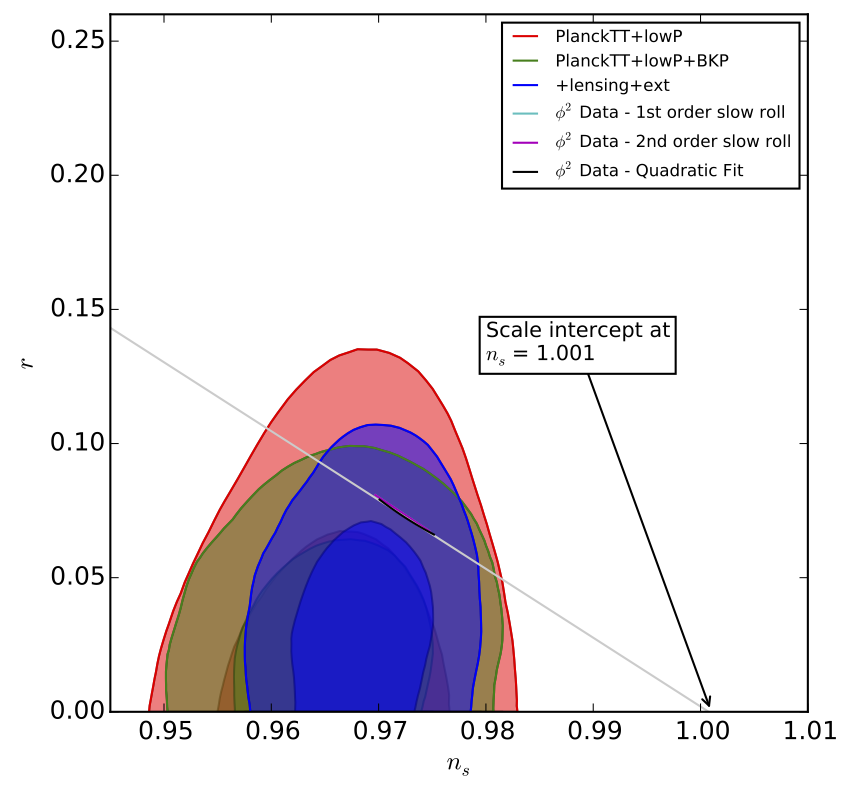 0.25
0.20
0.15
0.10
0.05
0.00
r
0.95
0.96
0.97
0.98
0.99
1.00
1.01
n_s
PlanckTT+lowP
PlanckTT+lowP+BKP
+lensing+ext
ϕ² Data - 1st order slow roll
ϕ² Data - 2nd order slow roll
ϕ² Data - Quadratic Fit
Scale intercept at
n_s = 1.001